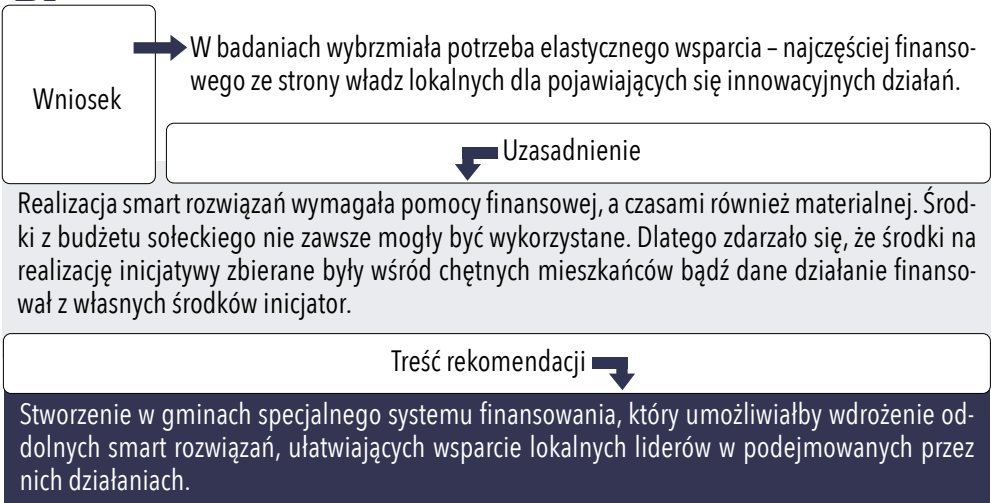 Wniosek
W badaniach wybrzmiała potrzeba elastycznego wsparcia – najczęściej finanso-
wego ze strony władz lokalnych dla pojawiających się innowacyjnych działań.
Uzasadnienie
Realizacja smart rozwiązań wymagała pomocy finansowej, a czasami również materialnej. Środ-
ki z budżetu sołeckiego nie zawsze mogły być wykorzystane. Dlatego zdarzało się, że środki na
realizację inicjatywy zbierane były wśród chętnych mieszkańców bądź dane działanie finanso-
wał z własnych środków inicjator.
Treść rekomendacji
Stworzenie w gminach specjalnego systemu finansowania, który umożliwiałby wdrożenie od-
dolnych smart rozwiązań, ułatwiających wsparcie lokalnych liderów w podejmowanych przez
nich działaniach.